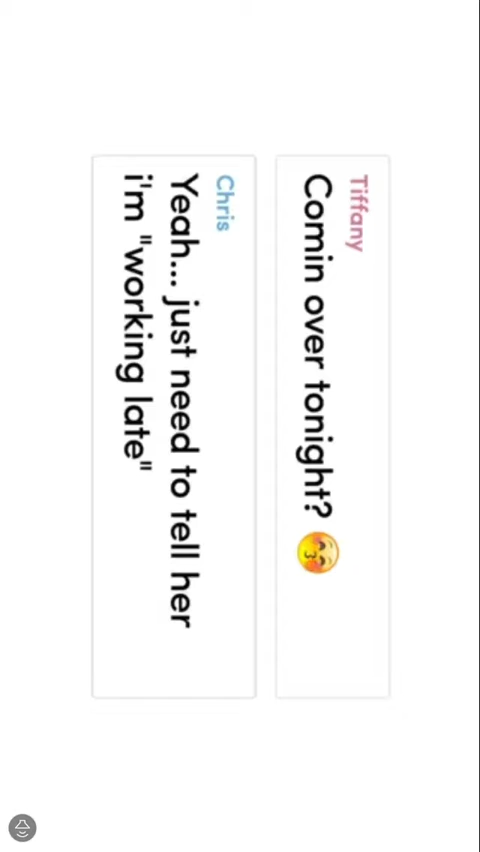 Tiffany
Comin over tonight? 😚
Chris
Yeah... just need to tell her
i'm "working late"